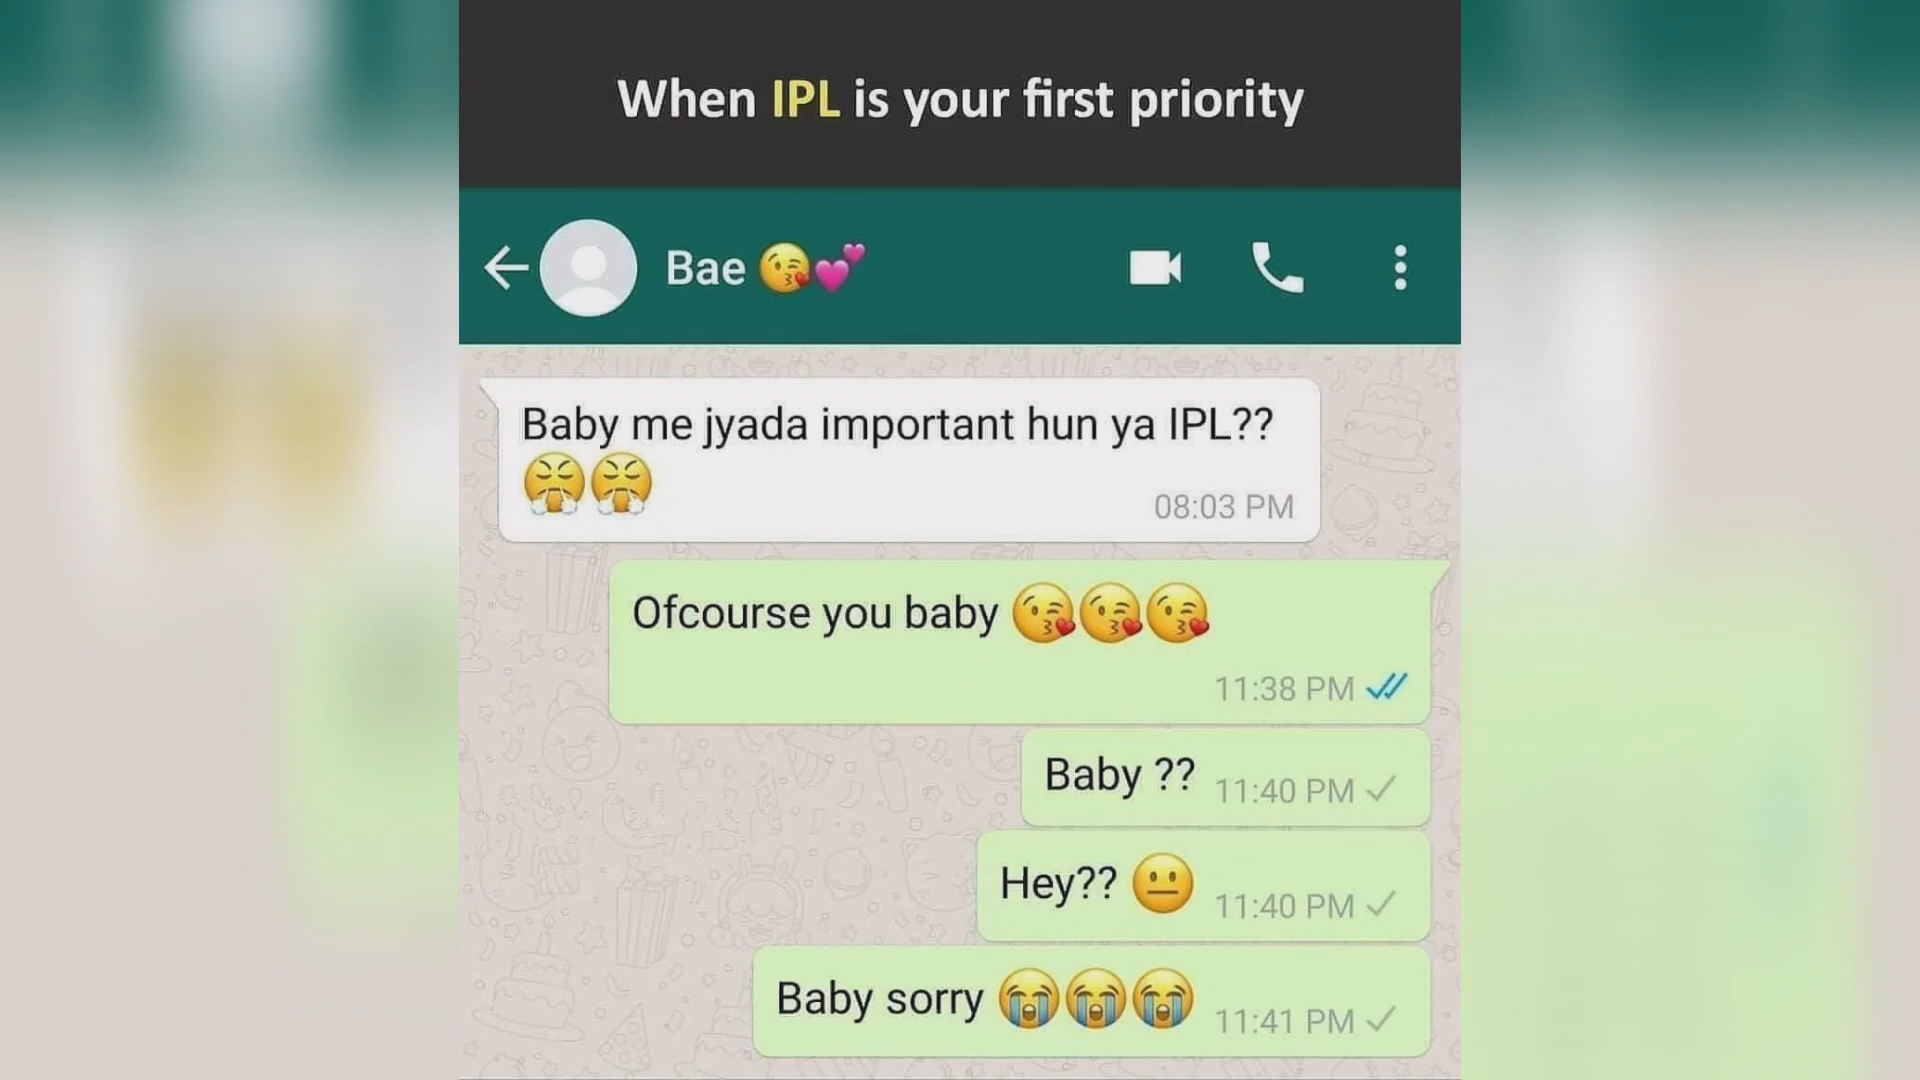 When IPL is your first priority
Bae 😘💕
Baby me jyada important hun ya IPL??
😤😤
08:03 PM
Ofcourse you baby 😘😘😘
11:38 PM
Baby ?? 11:40 PM
Hey?? 😐 11:40 PM
Baby sorry 😭😭😭 11:41 PM